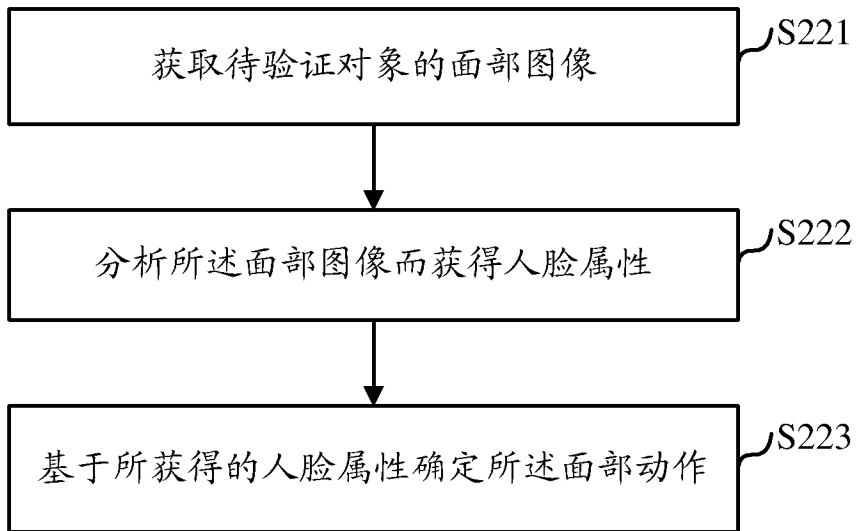 获取待验证对象的面部图像
S221
分析所述面部图像而获得人脸属性
S222
基于所获得的人脸属性确定所述面部动作
S223